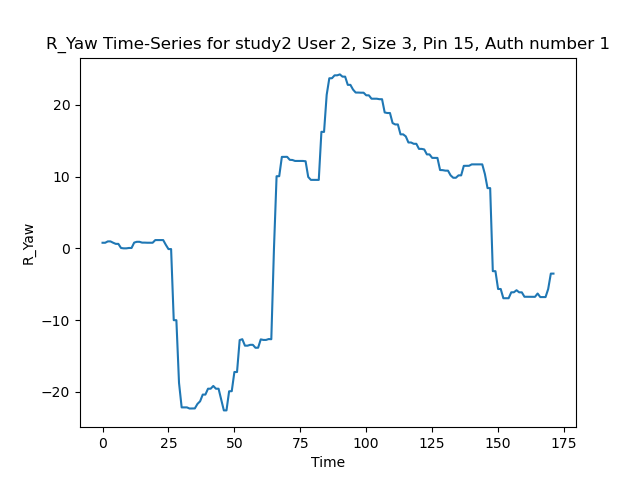 R_Yaw Time-Series for study2 User 2, Size 3, Pin 15, Auth number 1
R_Yaw
20
10
0
−10
−20
0 25 50 75 100 125 150 175
Time